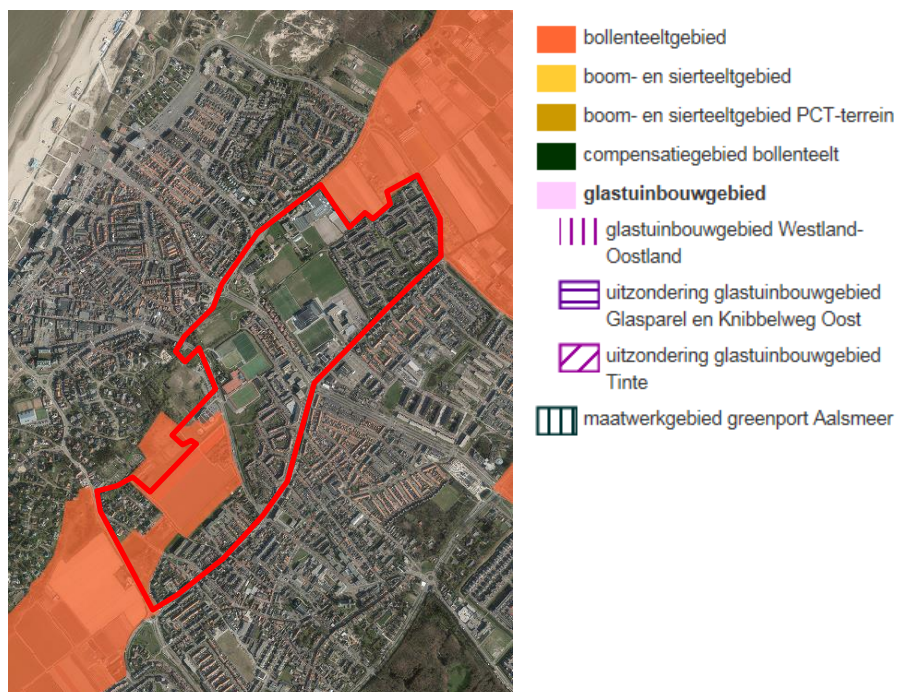 bollenteeltgebied
boom- en sierteeltgebied
boom- en sierteeltgebied PCT-terrein
compensatiegebied bollenteelt
glastuinbouwgebied
glastuinbouwgebied Westland-
Oostland
uitzondering glastuinbouwgebied
Glasparel en Knibbelweg Oost
uitzondering glastuinbouwgebied
Tinte
maatwerkgebied greenport Aalsmeer